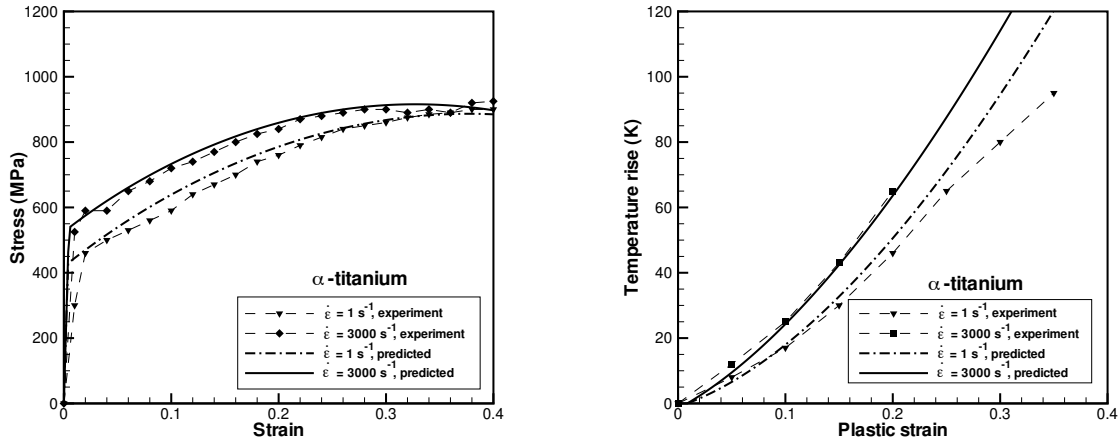 Stress (MPa)
1200
1000
800
600
400
200
0
0
0.1
0.2
0.3
0.4
Strain
α-titanium
ε̇ = 1 s⁻¹, experiment
ε̇ = 3000 s⁻¹, experiment
ε̇ = 1 s⁻¹, predicted
ε̇ = 3000 s⁻¹, predicted
Temperature rise (K)
120
100
80
60
40
20
0
0
0.1
0.2
0.3
0.4
Plastic strain
α-titanium
ε̇ = 1 s⁻¹, experiment
ε̇ = 3000 s⁻¹, experiment
ε̇ = 1 s⁻¹, predicted
ε̇ = 3000 s⁻¹, predicted